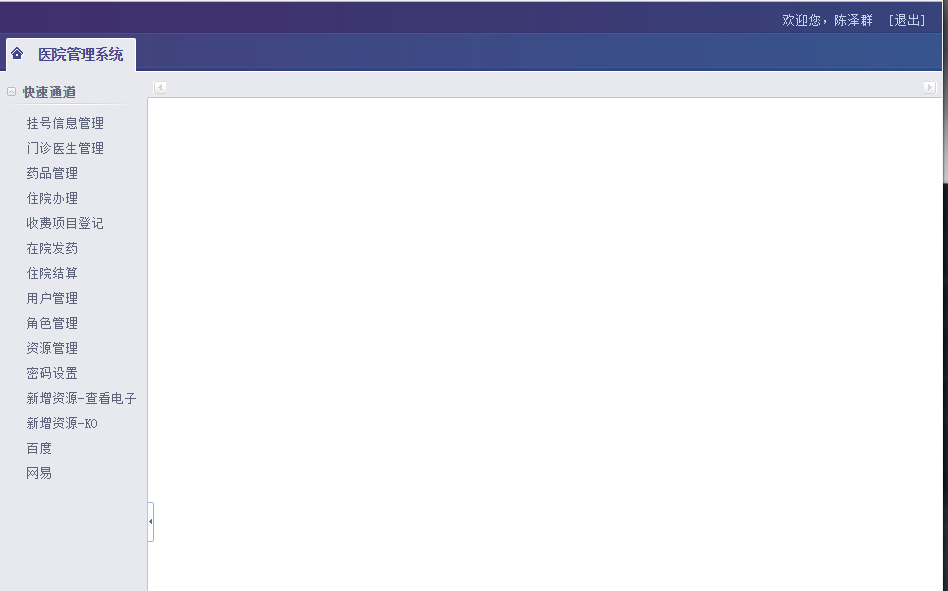 欢迎您，陈泽群 [退出]
医院管理系统
快速通道
挂号信息管理
门诊医生管理
药品管理
住院办理
收费项目登记
在院发药
住院结算
用户管理
角色管理
资源管理
密码设置
新增资源-查看电子
新增资源-KO
百度
网易